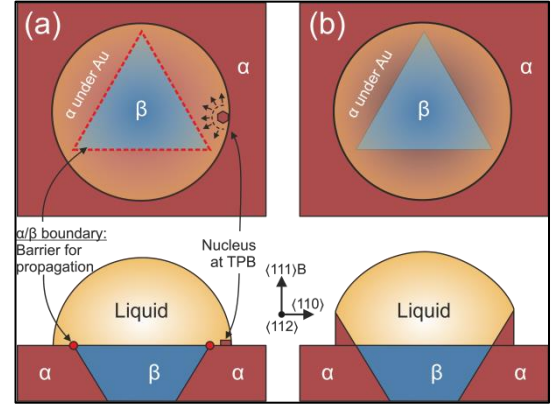 (a)
α under Au
β
α
α/β boundary:
Barrier for
propagation
Nucleus
at TPB
Liquid
α
β
α
⟨111⟩B
⟨110⟩
⟨112⟩
(b)
α under Au
β
α
Liquid
α
β
α